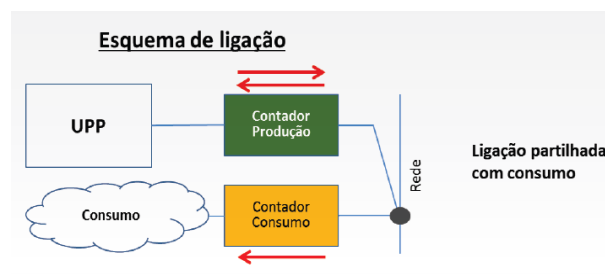 Esquema de ligação
UPP
Contador
Produção
Ligação partilhada
com consumo
Rede
Consumo
Contador
Consumo